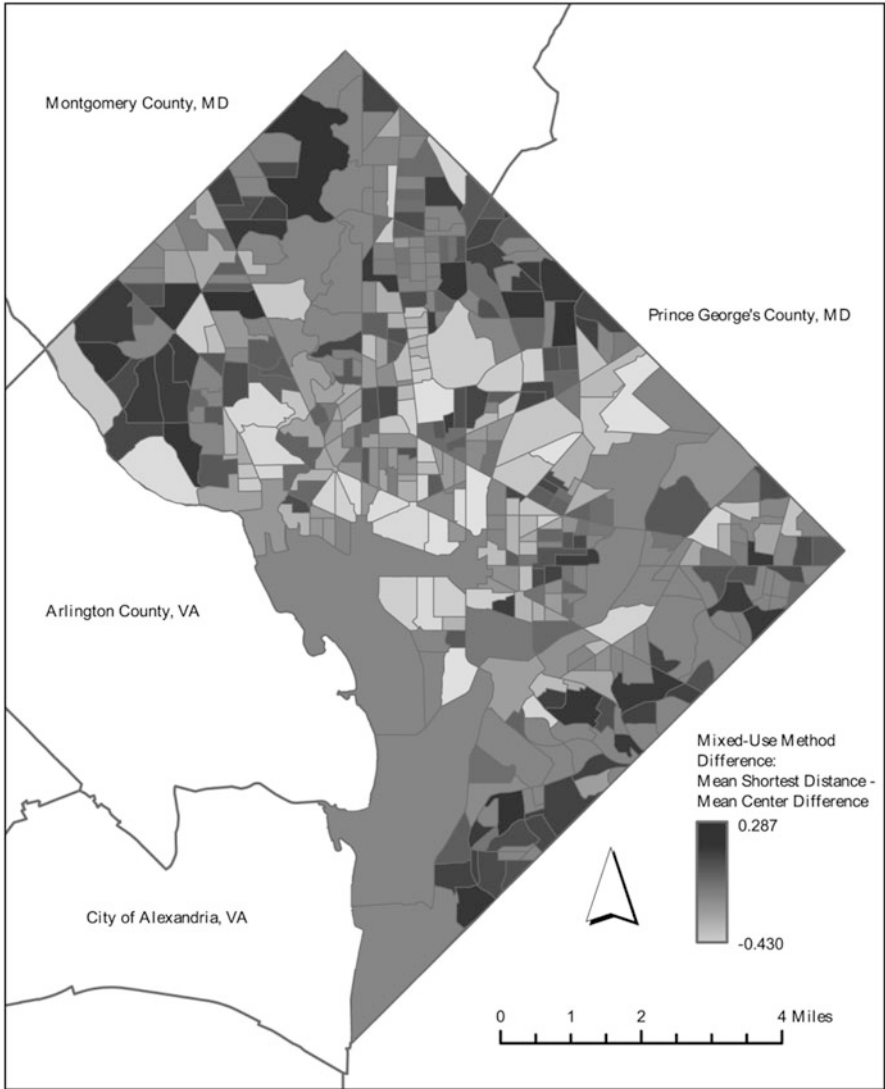 Montgomery County, MD
Prince George's County, MD
Arlington County, VA
Mixed-Use Method
Difference:
Mean Shortest Distance -
Mean Center Difference
0.287
-0.430
City of Alexandria, VA
0 1 2 4 Miles